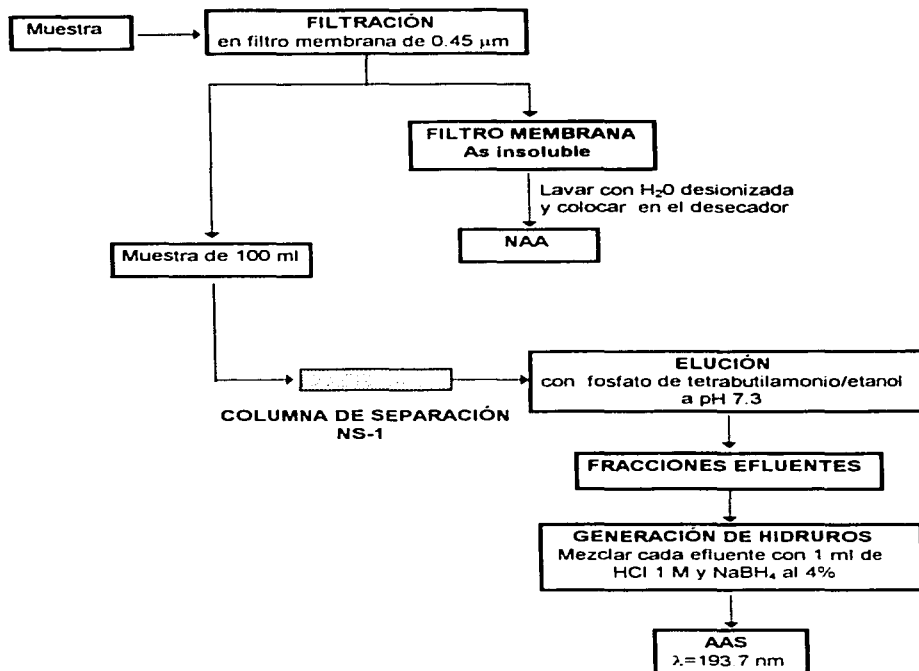 Muestra
FILTRACIÓN
en filtro membrana de 0.45 μm
FILTRO MEMBRANA
As insoluble
Lavar con H₂0 desionizada
y colocar en el desecador
NAA
Muestra de 100 ml
COLUMNA DE SEPARACIÓN
NS-1
ELUCIÓN
con fosfato de tetrabutilamonio/etanol
a pH 7.3
FRACCIONES EFLUENTES
GENERACIÓN DE HIDRUROS
Mezclar cada efluente con 1 ml de
HCl 1 M y NaBH₄ al 4%
AAS
λ=193.7 nm